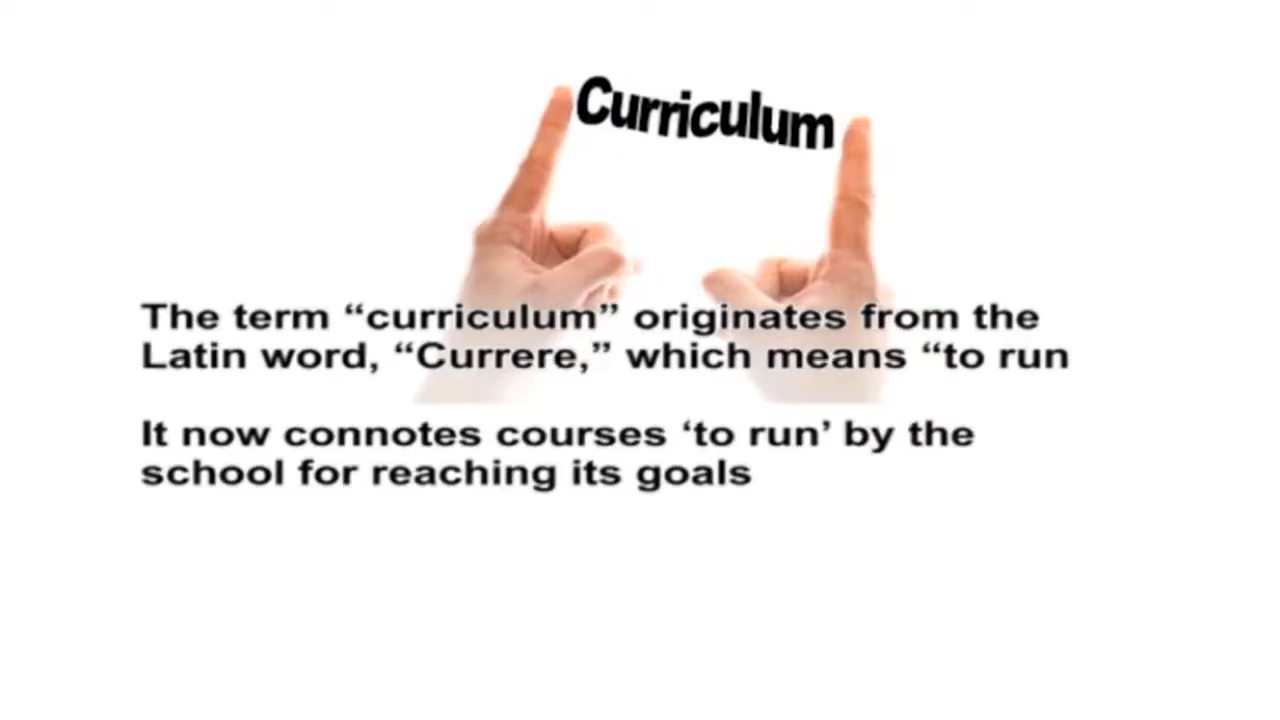 Curriculum
The term “curriculum” originates from the
Latin word, “Currere,” which means “to run
It now connotes courses ‘to run’ by the
school for reaching its goals